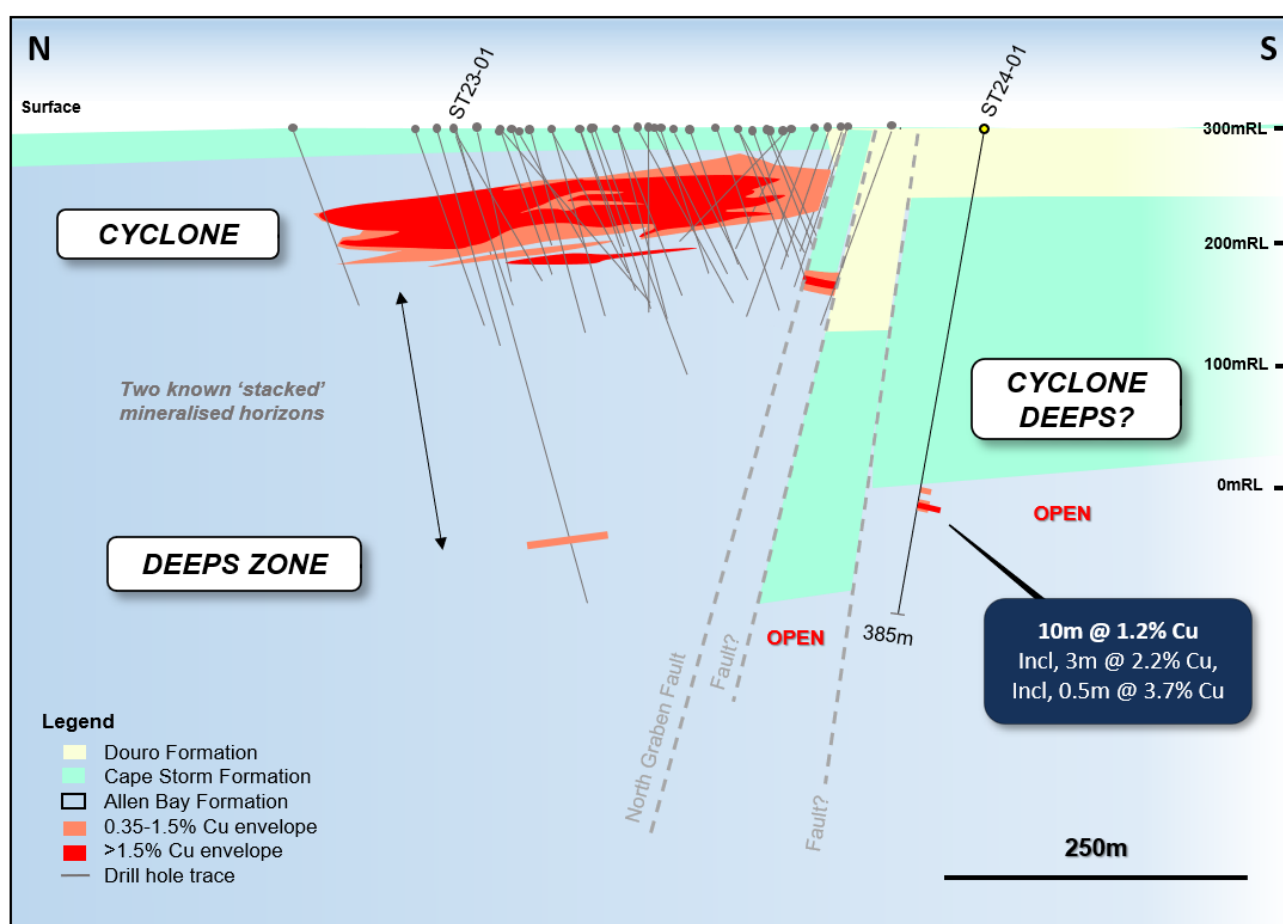 N
S
ST23-01
ST24-01
Surface
300mRL
CYCLONE
200mRL
Two known ‘stacked’
mineralised horizons
100mRL
CYCLONE
DEEPS?
0mRL
OPEN
DEEPS ZONE
10m @ 1.2% Cu
Incl, 3m @ 2.2% Cu,
Incl, 0.5m @ 3.7% Cu
385m
OPEN
North Graben Fault
Fault?
Fault?
Legend
Douro Formation
Cape Storm Formation
Allen Bay Formation
0.35-1.5% Cu envelope
>1.5% Cu envelope
Drill hole trace
250m